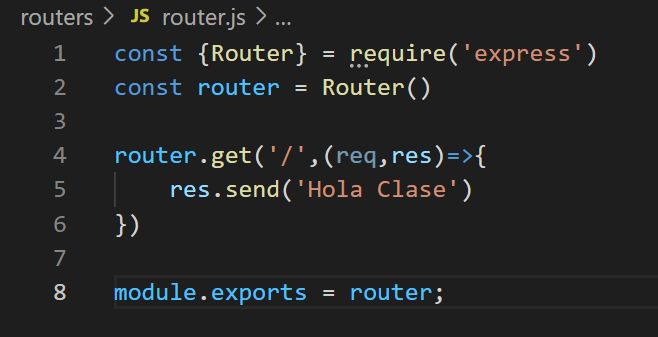 routers > JS router.js > ...
1 const {Router} = require('express')
2 const router = Router()
3
4 router.get('/',(req,res)=>{
5     res.send('Hola Clase')
6 })
7
8 module.exports = router;